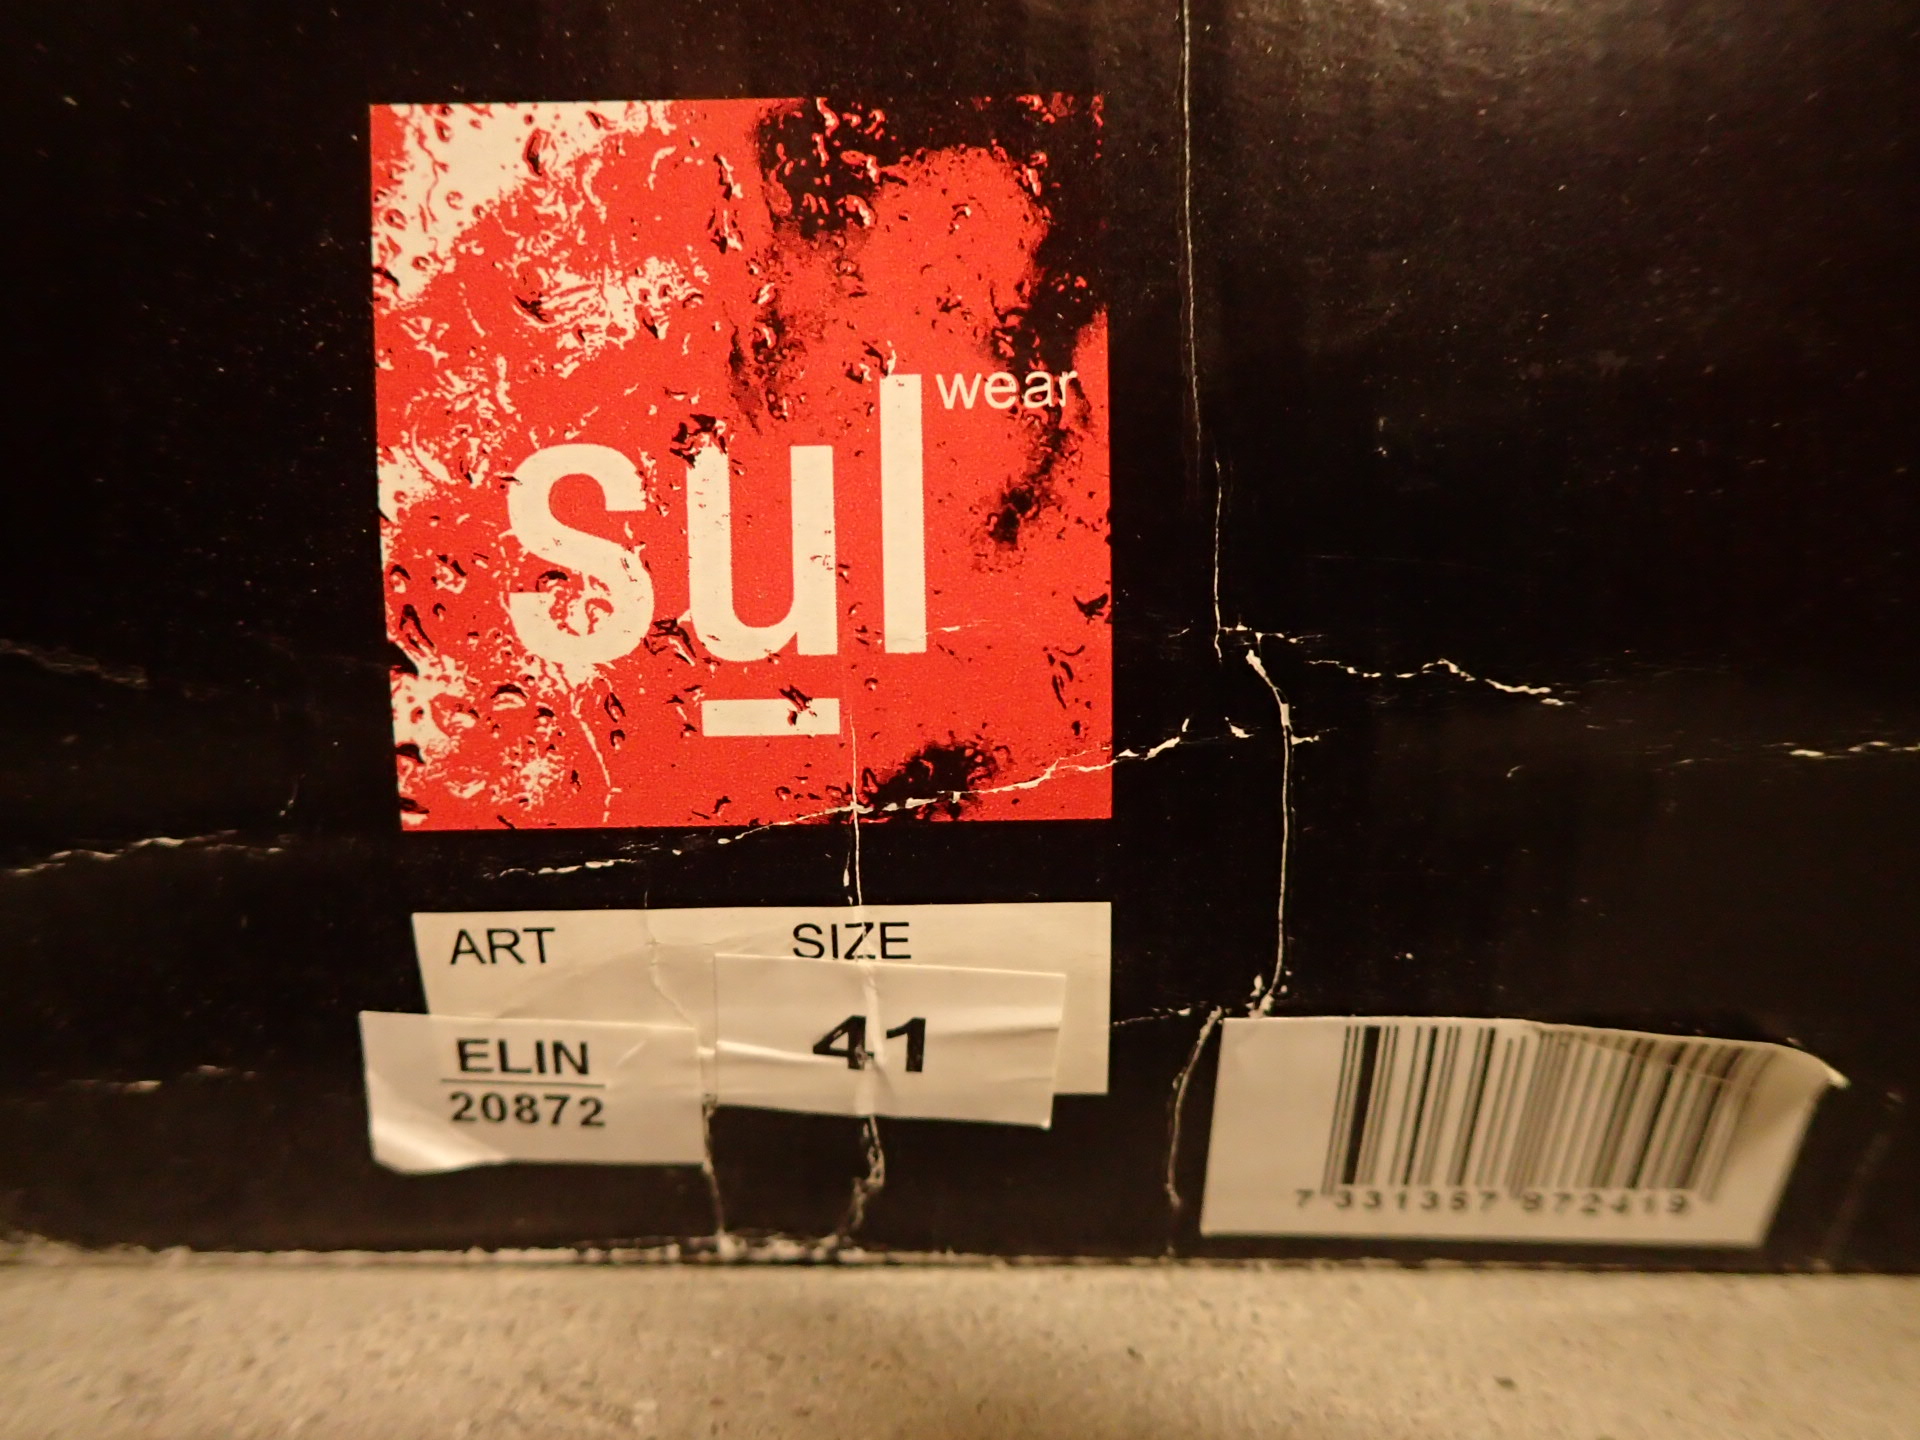 sul
wear
ART
SIZE
ELIN
20872
41
7 331357 872419